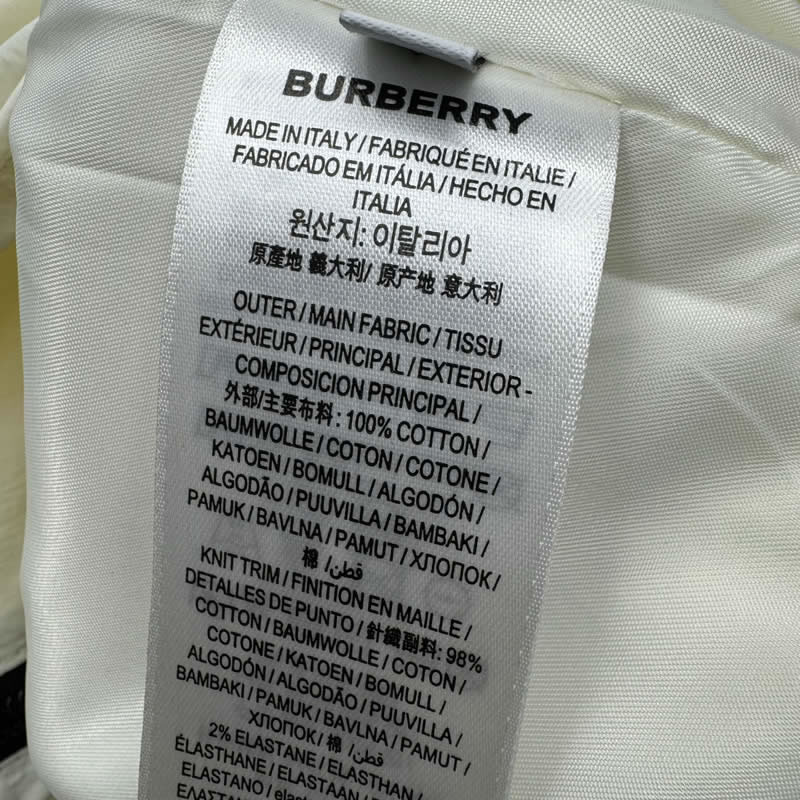 BURBERRY
MADE IN ITALY / FABRIQUÉ EN ITALIE /
FABRICADO EM ITÁLIA / HECHO EN
ITALIA
원산지: 이탈리아
原產地 義大利/ 原产地 意大利
OUTER / MAIN FABRIC / TISSU
EXTÉRIEUR / PRINCIPAL / EXTERIOR -
COMPOSICION PRINCIPAL /
外部/主要布料: 100% COTTON /
BAUMWOLLE / COTON / COTONE /
KATOEN / BOMULL / ALGODÓN /
ALGODÃO / PUUVILLA / BAMBAKI /
PAMUK / BAVLNA / PAMUT / ХЛОПОК /
棉 / قطن
KNIT TRIM / FINITION EN MAILLE /
DETALLES DE PUNTO / 針織副料: 98%
COTTON / BAUMWOLLE / COTON /
COTONE / KATOEN / BOMULL /
ALGODÓN / ALGODÃO / PUUVILLA /
BAMBAKI / PAMUK / BAVLNA / PAMUT /
ХЛОПОК / 棉 / قطن
2% ELASTANE / ELASTHAN /
ÉLASTHANE / ELASTAAN /
ELASTANO /